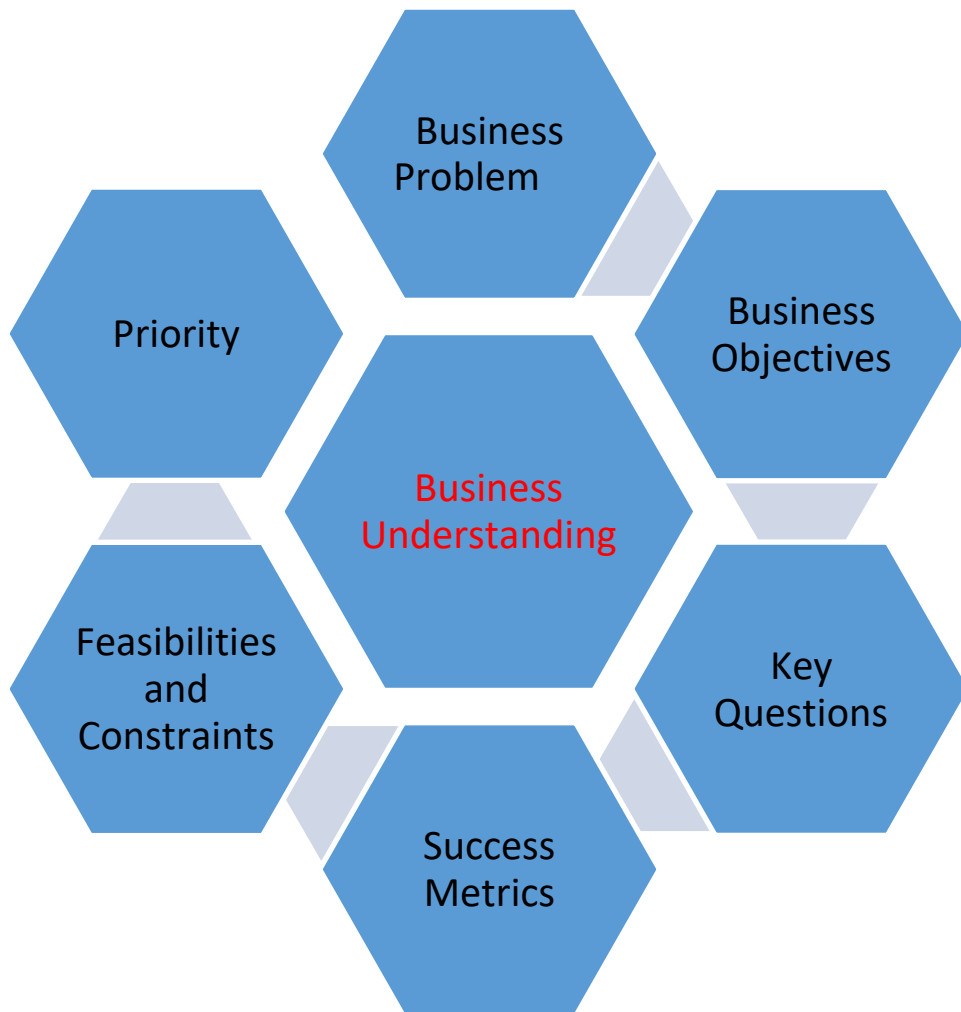 Business
Problem
Business
Objectives
Key
Questions
Success
Metrics
Feasibilities
and
Constraints
Priority
Business
Understanding